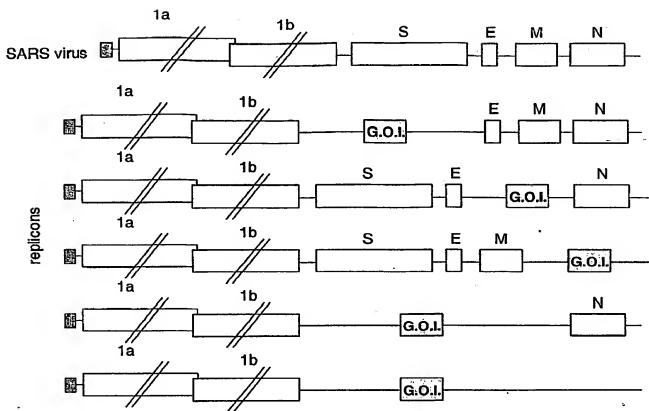 1a 1b S E M N
SARS virus
1a 1b E M N
G.O.I.
1a 1b S E N
G.O.I.
replicons
1a 1b S E M
G.O.I.
1a 1b N
G.O.I.
1a 1b
G.O.I.